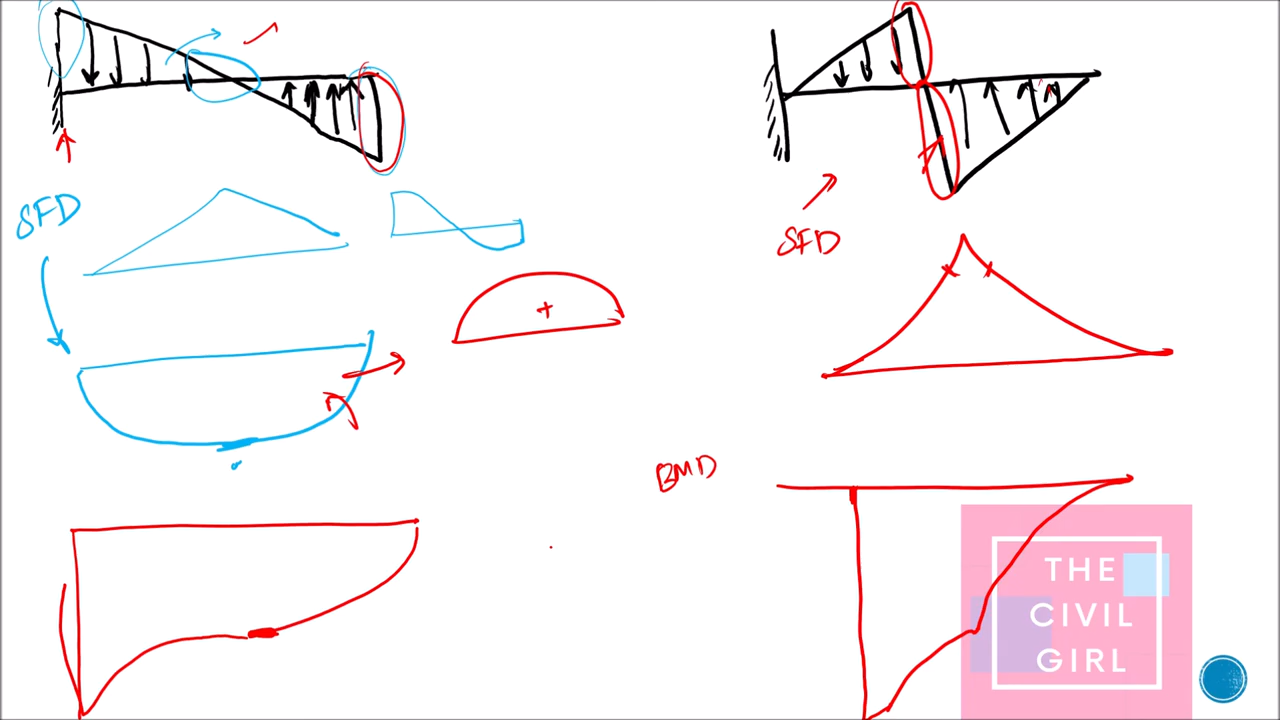 SFD
SFD
+
BMD
THE
CIVIL
GIRL